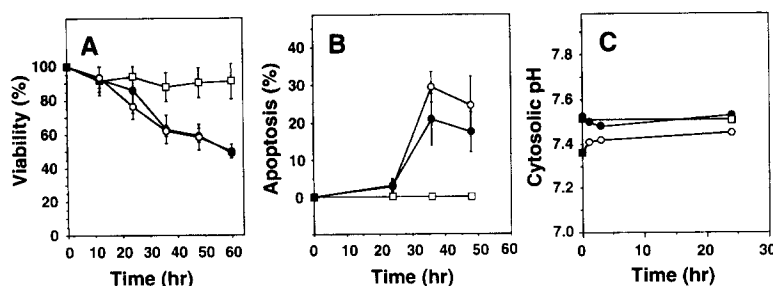 A
Viability (%)
100
80
60
40
20
0
0 10 20 30 40 50 60
Time (hr)
B
Apoptosis (%)
40
30
20
10
0
0 10 20 30 40 50 60
Time (hr)
C
Cytosolic pH
7.8
7.6
7.4
7.2
7.0
0 10 20 30
Time (hr)